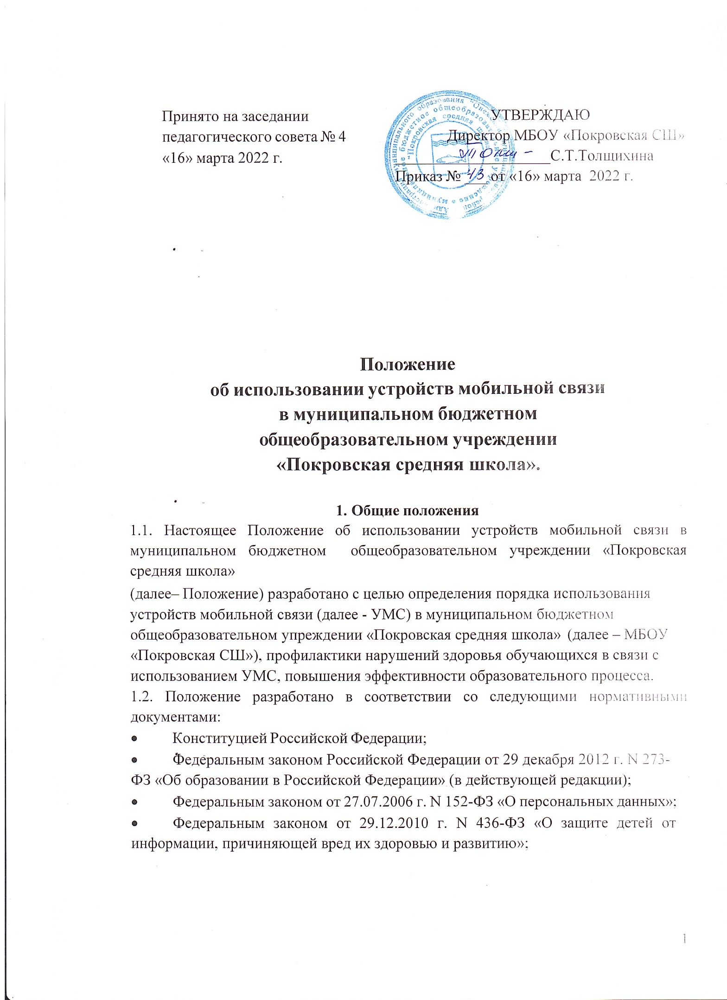 Принято на заседании
педагогического совета № 4
«16» марта 2022 г.
УТВЕРЖДАЮ
Директор МБОУ «Покровская СШ»
С.Т.Толщихина
Приказ № 43 от «16» марта 2022 г.
Положение
об использовании устройств мобильной связи
в муниципальном бюджетном
общеобразовательном учреждении
«Покровская средняя школа».
1. Общие положения
1.1. Настоящее Положение об использовании устройств мобильной связи в
муниципальном бюджетном общеобразовательном учреждении «Покровская
средняя школа»
(далее– Положение) разработано с целью определения порядка использования
устройств мобильной связи (далее - УМС) в муниципальном бюджетном
общеобразовательном упреждении «Покровская средняя школа» (далее – МБОУ
«Покровская СШ»), профилактики нарушений здоровья обучающихся в связи с
использованием УМС, повышения эффективности образовательного процесса.
1.2. Положение разработано в соответствии со следующими нормативными
документами:
• Конституцией Российской Федерации;
• Федеральным законом Российской Федерации от 29 декабря 2012 г. N 273-
ФЗ «Об образовании в Российской Федерации» (в действующей редакции);
• Федеральным законом от 27.07.2006 г. N 152-ФЗ «О персональных данных»;
• Федеральным законом от 29.12.2010 г. N 436-ФЗ «О защите детей от
информации, причиняющей вред их здоровью и развитию»;
1